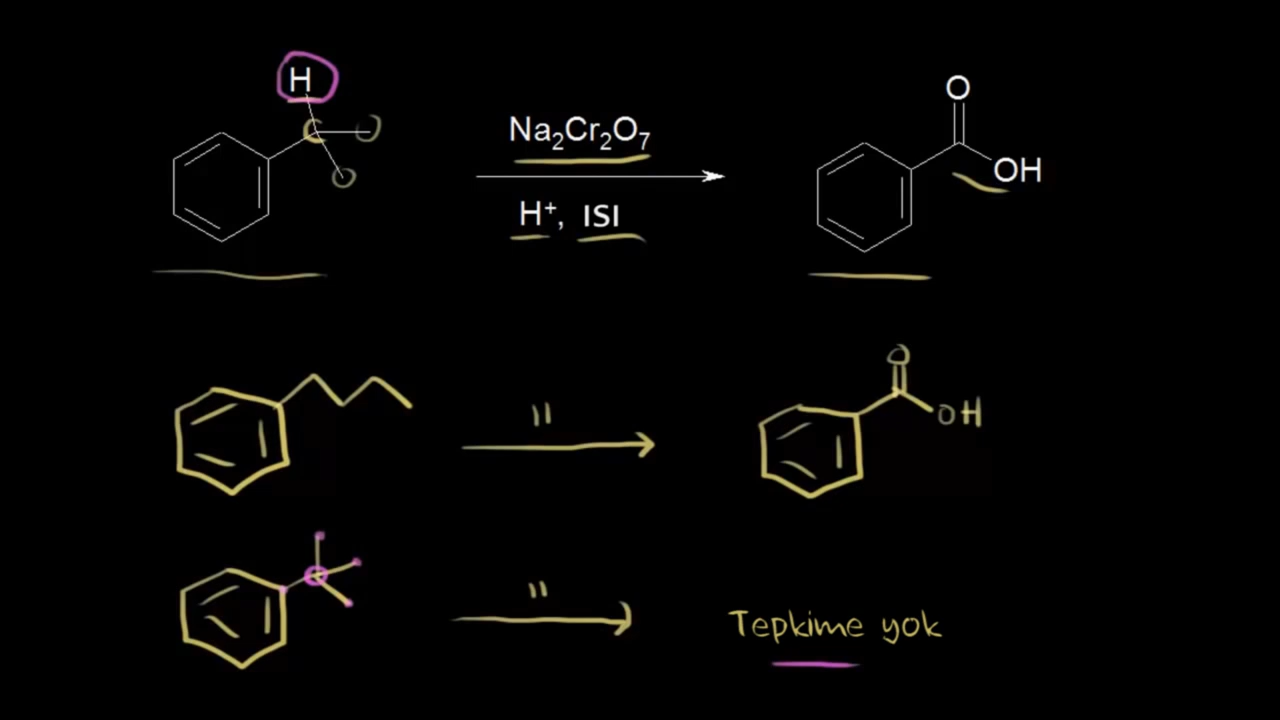 H
C
Na₂Cr₂O₇
H⁺, ISI
O
OH
"
O
OH
"
Tepkime yok